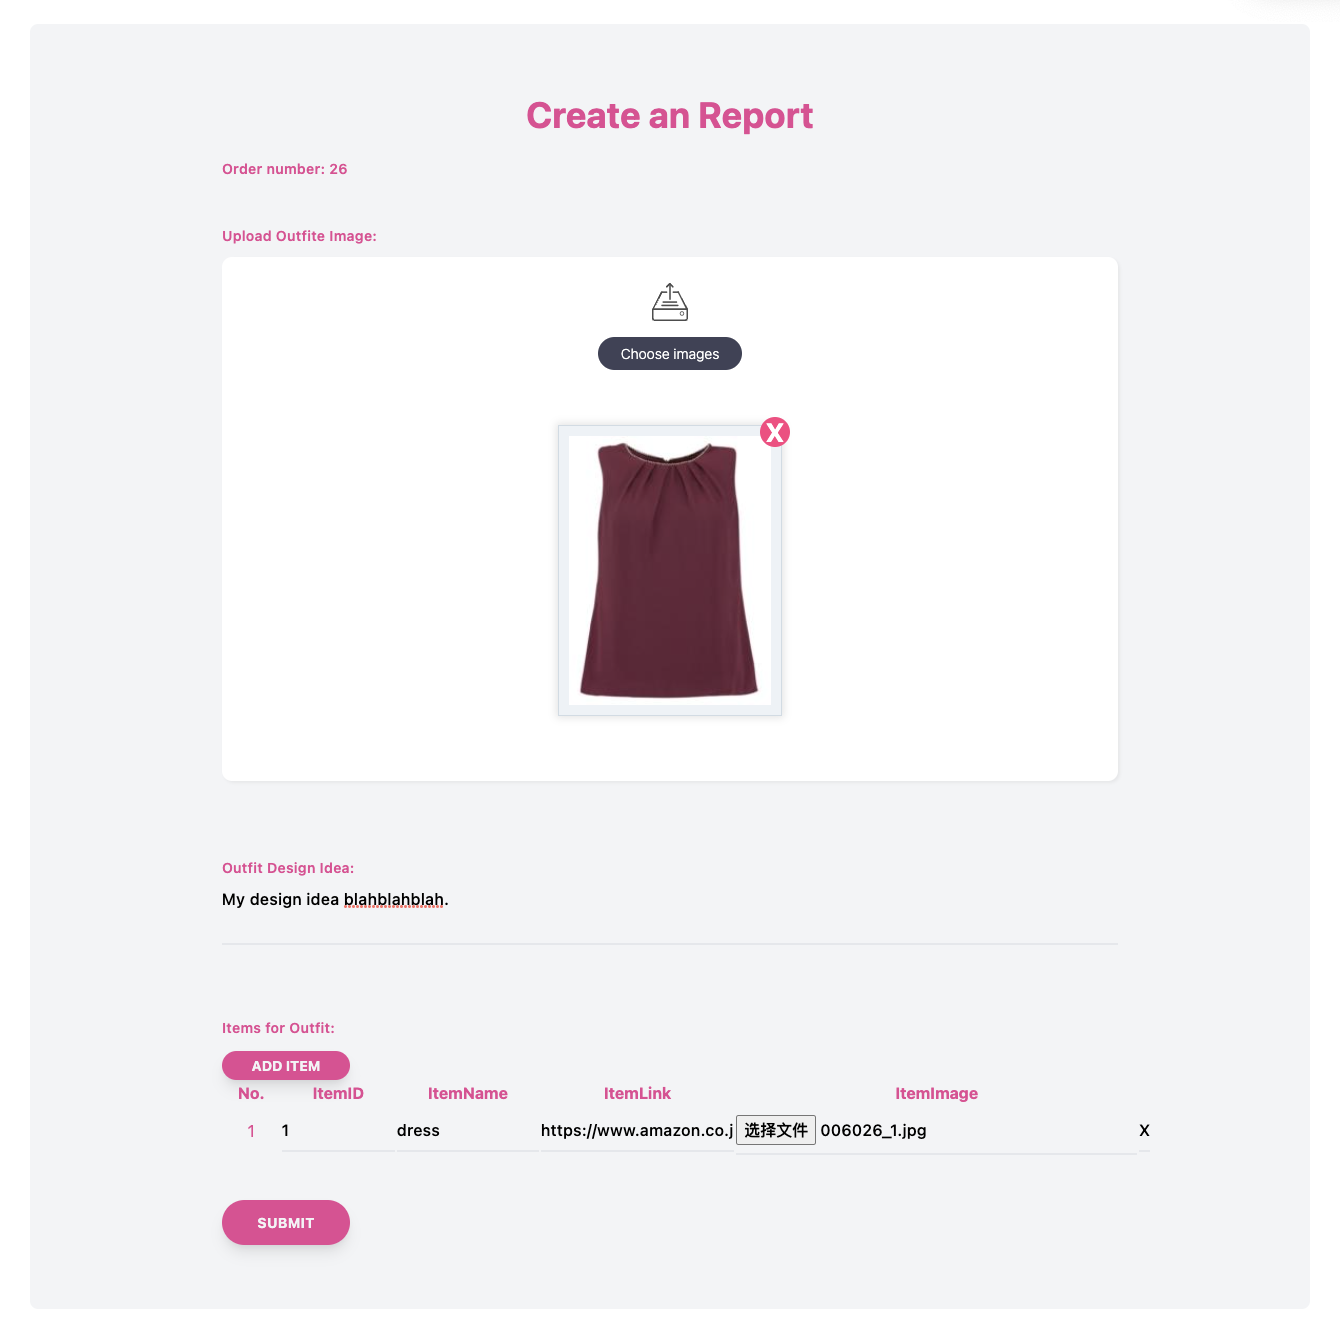 Create an Report
Order number: 26
Upload Outfite Image:
Choose images
X
Outfit Design Idea:
My design idea blahblahblah.
Items for Outfit:
ADD ITEM
No. ItemID ItemName ItemLink ItemImage
1 1 dress https://www.amazon.co.j 选择文件 006026_1.jpg X
SUBMIT